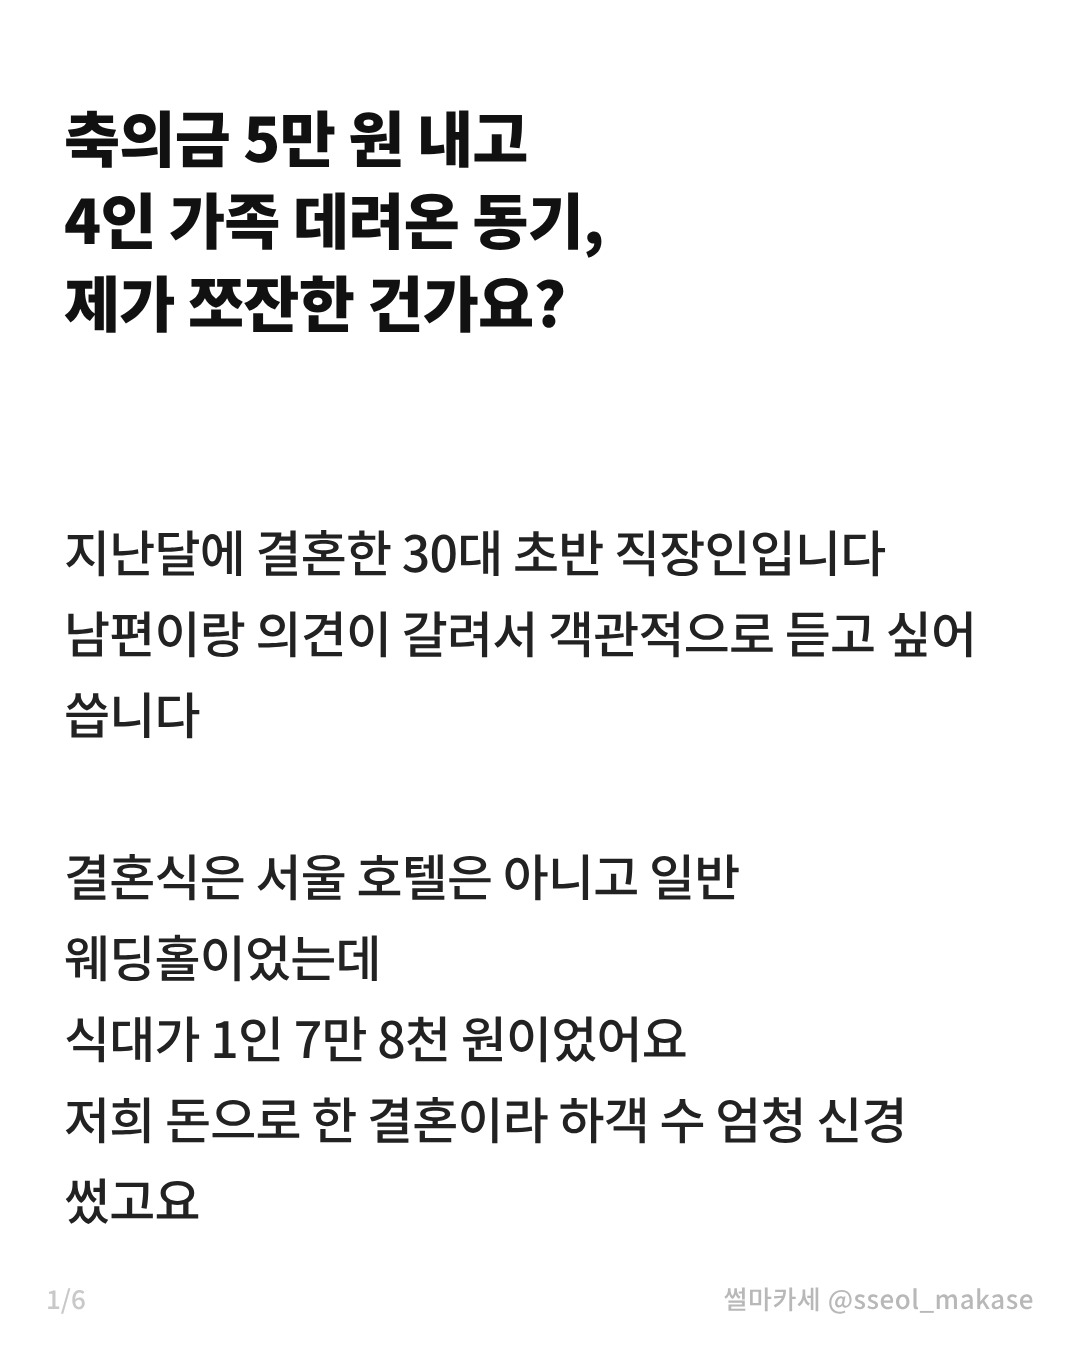 축의금 5만 원 내고
4인 가족 데려온 동기,
제가 쪼잔한 건가요?
지난달에 결혼한 30대 초반 직장인입니다
남편이랑 의견이 갈려서 객관적으로 듣고 싶어
씁니다
결혼식은 서울 호텔은 아니고 일반
웨딩홀이었는데
식대가 1인 7만 8천 원이었어요
저희 돈으로 한 결혼이라 하객 수 엄청 신경
썼고요
1/6
썰마카세 @sseol_makase